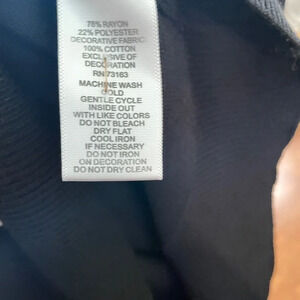 78% RAYON
22% POLYESTER
DECORATIVE FABRIC:
100% COTTON
EXCLUSIVE OF
DECORATION
RN 73163
MACHINE WASH
COLD
GENTLE CYCLE
INSIDE OUT
WITH LIKE COLORS
DO NOT BLEACH
DRY FLAT
COOL IRON
IF NECESSARY
DO NOT IRON
ON DECORATION
DO NOT DRY CLEAN